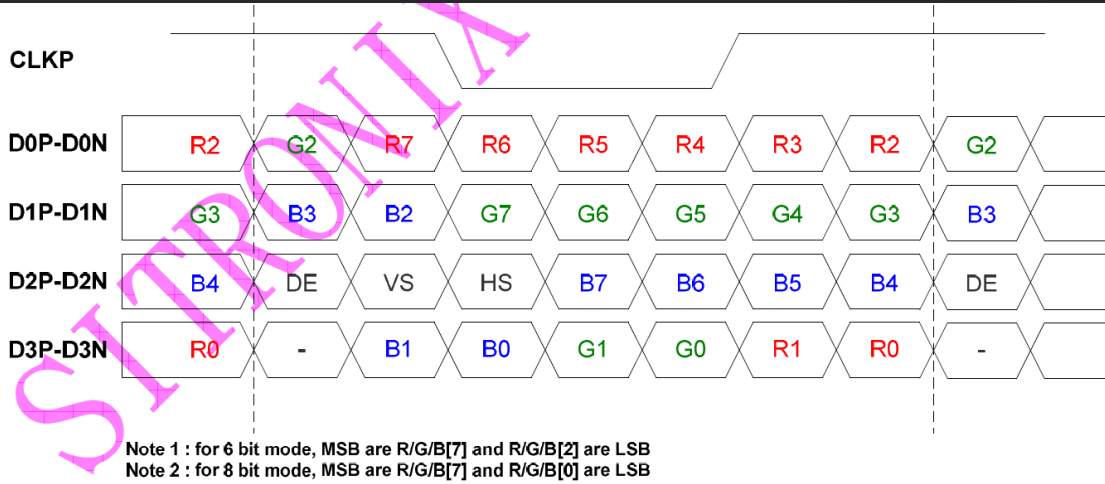 CLKP
D0P-D0N R2 G2 R7 R6 R5 R4 R3 R2 G2
D1P-D1N G3 B3 B2 G7 G6 G5 G4 G3 B3
D2P-D2N B4 DE VS HS B7 B6 B5 B4 DE
D3P-D3N R0 - B1 B0 G1 G0 R1 R0 -
SITRONIX
Note 1 : for 6 bit mode, MSB are R/G/B[7] and R/G/B[2] are LSB
Note 2 : for 8 bit mode, MSB are R/G/B[7] and R/G/B[0] are LSB